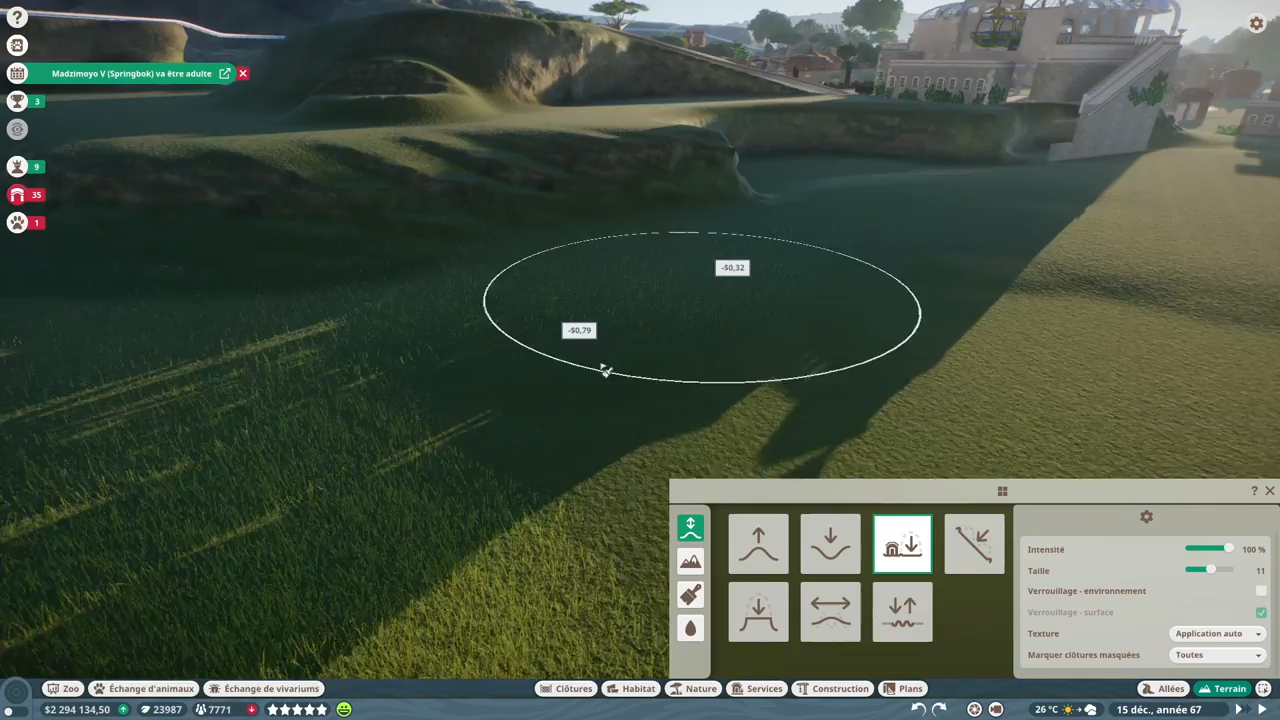 ?
Madzimoyo V (Springbok) va être adulte
3
9
35
1
-$0,32
-$0,79
?
Intensité 100 %
Taille 11
Verrouillage - environnement
Verrouillage - surface
Texture Application auto
Marquer clôtures masquées Toutes
Zoo Échange d'animaux Échange de vivariums Clôtures Habitat Nature Services Construction Plans Allées Terrain
$2 294 134,50 23987 7771 26 °C 15 déc., année 67